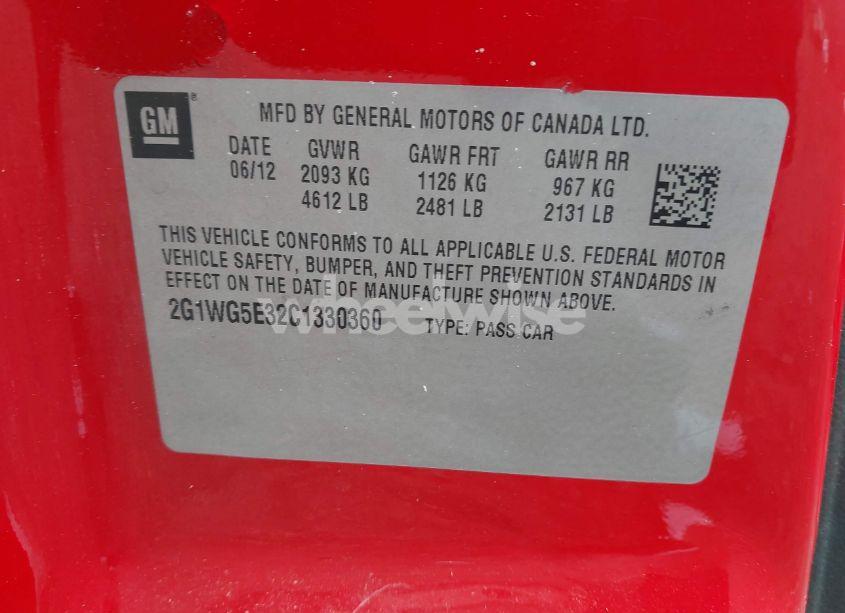 GM ®
MFD BY GENERAL MOTORS OF CANADA LTD.
DATE GVWR GAWR FRT GAWR RR
06/12 2093 KG 1126 KG 967 KG
4612 LB 2481 LB 2131 LB
THIS VEHICLE CONFORMS TO ALL APPLICABLE U.S. FEDERAL MOTOR
VEHICLE SAFETY, BUMPER, AND THEFT PREVENTION STANDARDS IN
EFFECT ON THE DATE OF MANUFACTURE SHOWN ABOVE.
2G1WG5E32C1330360 TYPE: PASS CAR
wheelwise